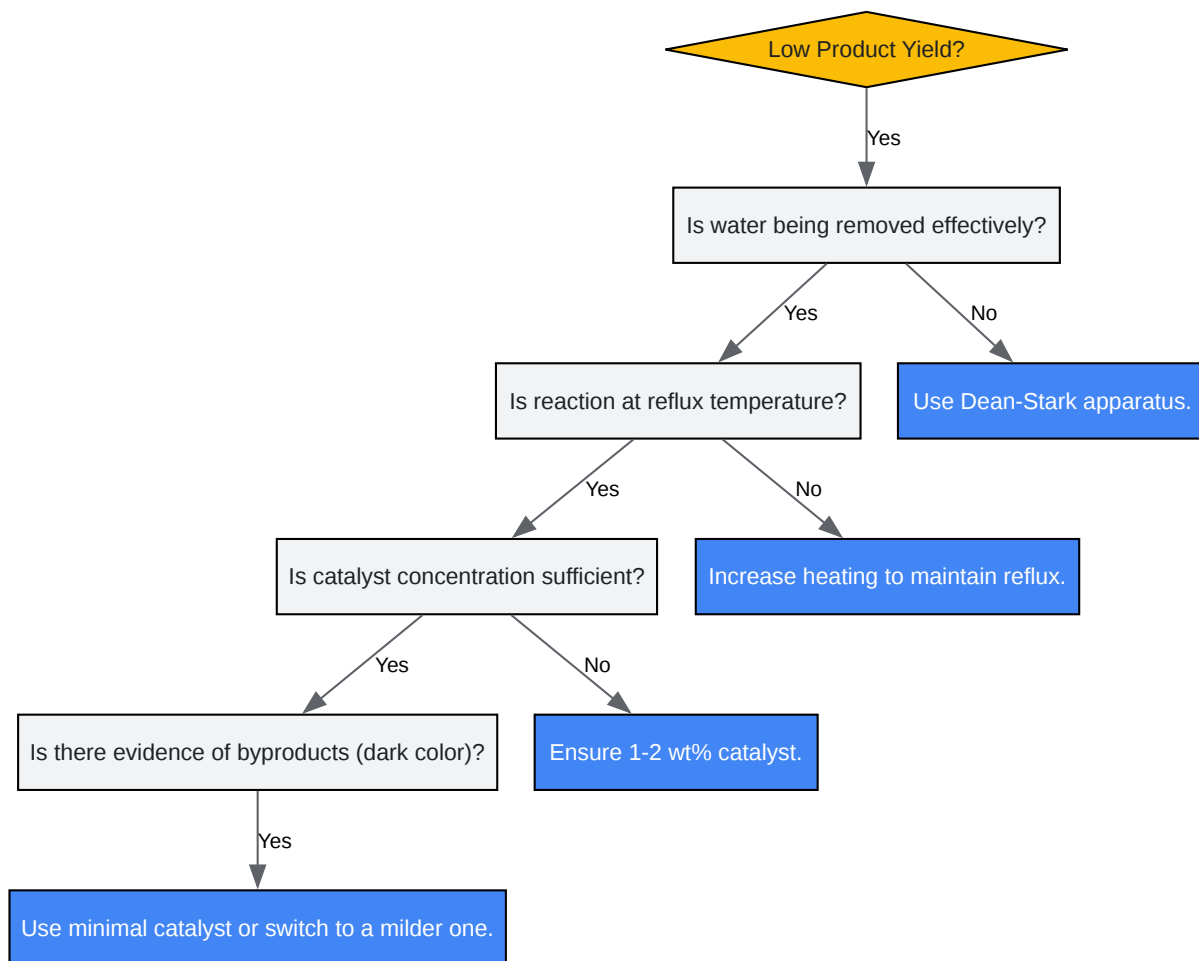 Low Product Yield?
Yes
Is water being removed effectively?
Yes
No
Is reaction at reflux temperature?
Use Dean-Stark apparatus.
Yes
No
Is catalyst concentration sufficient?
Increase heating to maintain reflux.
Yes
No
Is there evidence of byproducts (dark color)?
Ensure 1-2 wt% catalyst.
Yes
Use minimal catalyst or switch to a milder one.